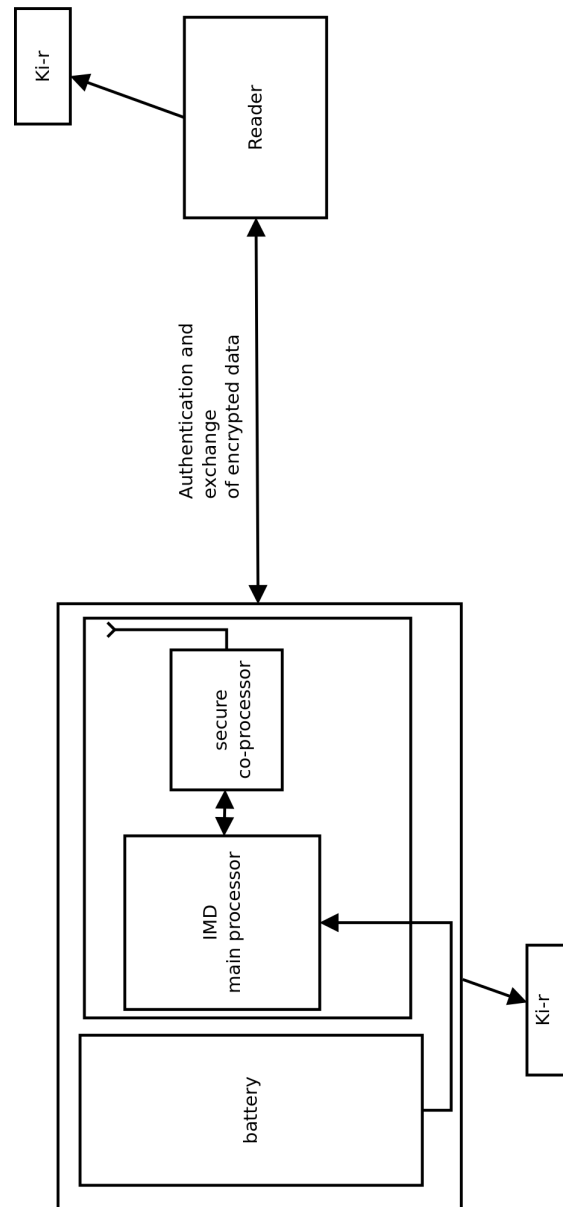 Ki-r
Reader
Authentication and
exchange
of encrypted data
secure
co-processor
IMD
main processor
Ki-r
battery